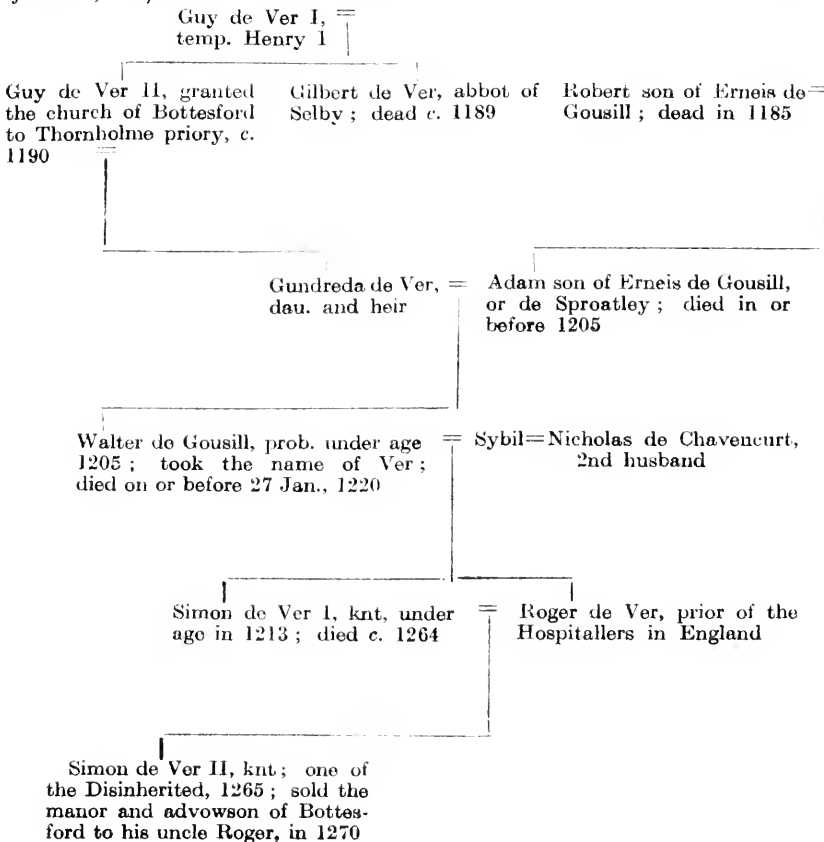 Guy de Ver I, =
temp. Henry 1
Guy de Ver II, granted
the church of Bottesford
to Thornholme priory, c.
1190 =
Gilbert de Ver, abbot of
Selby ; dead c. 1189
Robert son of Erneis de =
Gousill ; dead in 1185
Gundreda de Ver, =
dau. and heir
Adam son of Erneis de Gousill,
or de Sproatley ; died in or
before 1205
Walter de Gousill, prob. under age =
1205 ; took the name of Ver ;
died on or before 27 Jan., 1220
Sybil=Nicholas de Chavencurt,
2nd husband
Simon de Ver 1, knt, under =
age in 1213 ; died c. 1264
Roger de Ver, prior of the
Hospitallers in England
Simon de Ver II, knt ; one of
the Disinherited, 1265 ; sold the
manor and advowson of Bottes-
ford to his uncle Roger, in 1270